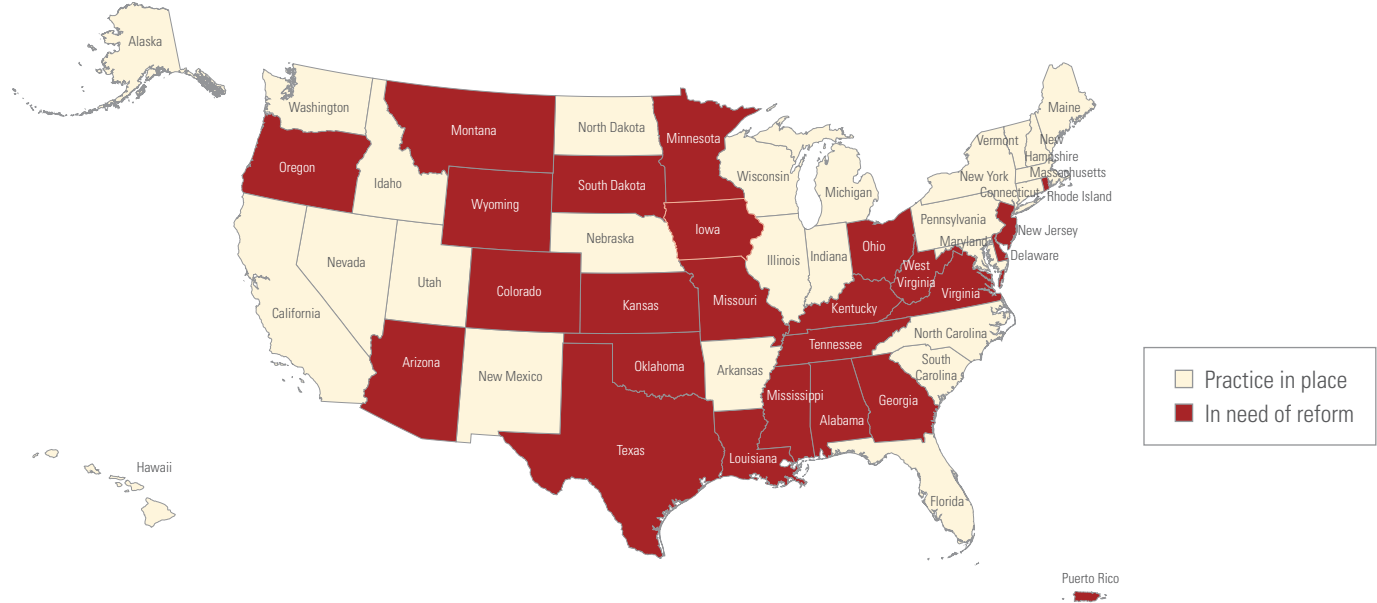 Alaska
Washington
Montana
North Dakota
Minnesota
Maine
Vermont
New
Hampshire
Oregon
Idaho
South Dakota
Wisconsin
Michigan
New York
Massachusetts
Connecticut
Rhode Island
Wyoming
Iowa
Nebraska
Pennsylvania
New Jersey
Ohio
Maryland
Delaware
Nevada
Utah
Colorado
Illinois
Indiana
West
Virginia
Virginia
California
Kansas
Missouri
Kentucky
Arizona
New Mexico
Oklahoma
Arkansas
Tennessee
North Carolina
South
Carolina
Mississippi
Alabama
Georgia
Texas
Louisiana
Florida
Hawaii
Puerto Rico
Practice in place
In need of reform